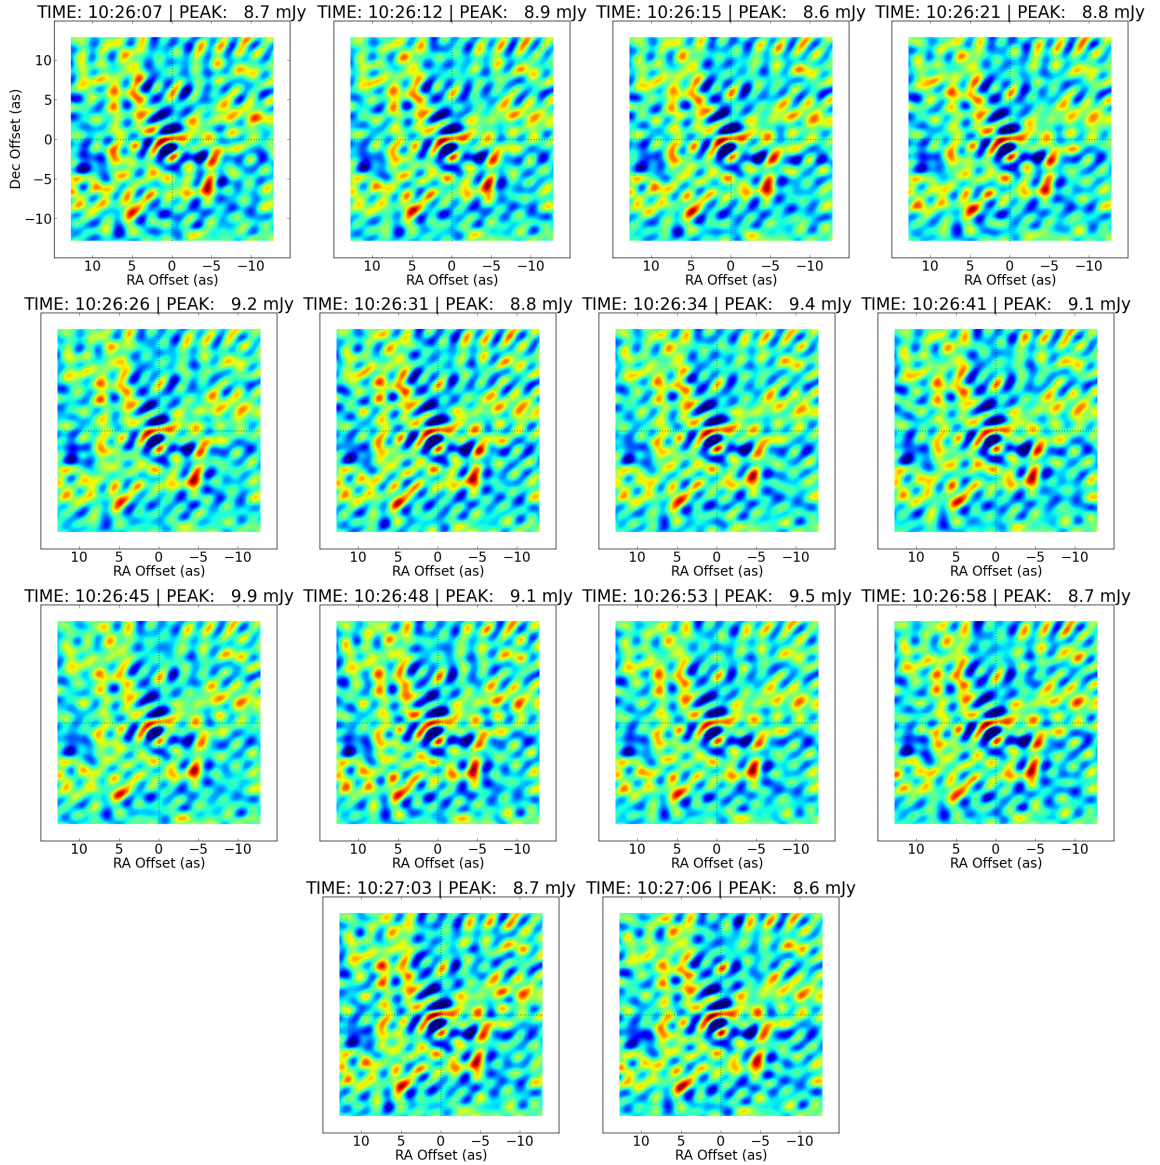 TIME: 10:26:07 | PEAK: 8.7 mJy TIME: 10:26:12 | PEAK: 8.9 mJy TIME: 10:26:15 | PEAK: 8.6 mJy TIME: 10:26:21 | PEAK: 8.8 mJy
10
5
0
−5
−10
Dec Offset (as)
10 5 0 −5 −10 10 5 0 −5 −10 10 5 0 −5 −10 10 5 0 −5 −10
RA Offset (as) RA Offset (as) RA Offset (as) RA Offset (as)
TIME: 10:26:26 | PEAK: 9.2 mJy TIME: 10:26:31 | PEAK: 8.8 mJy TIME: 10:26:34 | PEAK: 9.4 mJy TIME: 10:26:41 | PEAK: 9.1 mJy
10 5 0 −5 −10 10 5 0 −5 −10 10 5 0 −5 −10 10 5 0 −5 −10
RA Offset (as) RA Offset (as) RA Offset (as) RA Offset (as)
TIME: 10:26:45 | PEAK: 9.9 mJy TIME: 10:26:48 | PEAK: 9.1 mJy TIME: 10:26:53 | PEAK: 9.5 mJy TIME: 10:26:58 | PEAK: 8.7 mJy
10 5 0 −5 −10 10 5 0 −5 −10 10 5 0 −5 −10 10 5 0 −5 −10
RA Offset (as) RA Offset (as) RA Offset (as) RA Offset (as)
TIME: 10:27:03 | PEAK: 8.7 mJy TIME: 10:27:06 | PEAK: 8.6 mJy
10 5 0 −5 −10 10 5 0 −5 −10
RA Offset (as) RA Offset (as)